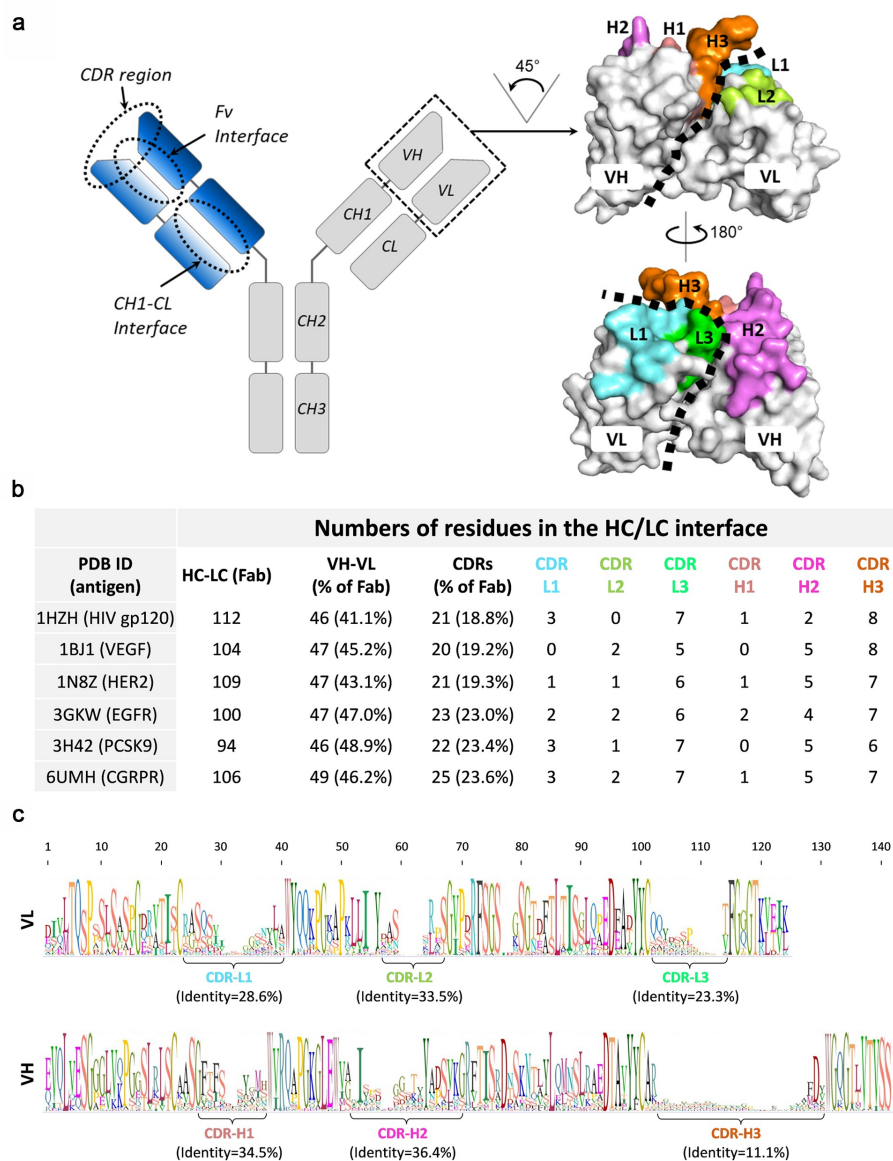 a
CDR region
Fv
Interface
CH1-CL
Interface
VH
VL
CH1
CL
CH2
CH3
45°
H2
H1
H3
L1
L2
VH
VL
180°
H3
L1
L3
H2
VL
VH
b
Numbers of residues in the HC/LC interface
PDB ID (antigen) HC-LC (Fab) VH-VL (% of Fab) CDRs (% of Fab) CDR L1 CDR L2 CDR L3 CDR H1 CDR H2 CDR H3
1HZH (HIV gp120) 112 46 (41.1%) 21 (18.8%) 3 0 7 1 2 8
1BJ1 (VEGF) 104 47 (45.2%) 20 (19.2%) 0 2 5 0 5 8
1N8Z (HER2) 109 47 (43.1%) 21 (19.3%) 1 1 6 1 5 7
3GKW (EGFR) 100 47 (47.0%) 23 (23.0%) 2 2 6 2 4 7
3H42 (PCSK9) 94 46 (48.9%) 22 (23.4%) 3 1 7 0 5 6
6UMH (CGRPR) 106 49 (46.2%) 25 (23.6%) 3 2 7 1 5 7
c
1 10 20 30 40 50 60 70 80 90 100 110 120 130 140
VL
CDR-L1 CDR-L2 CDR-L3
(Identity=28.6%) (Identity=33.5%) (Identity=23.3%)
VH
CDR-H1 CDR-H2 CDR-H3
(Identity=34.5%) (Identity=36.4%) (Identity=11.1%)